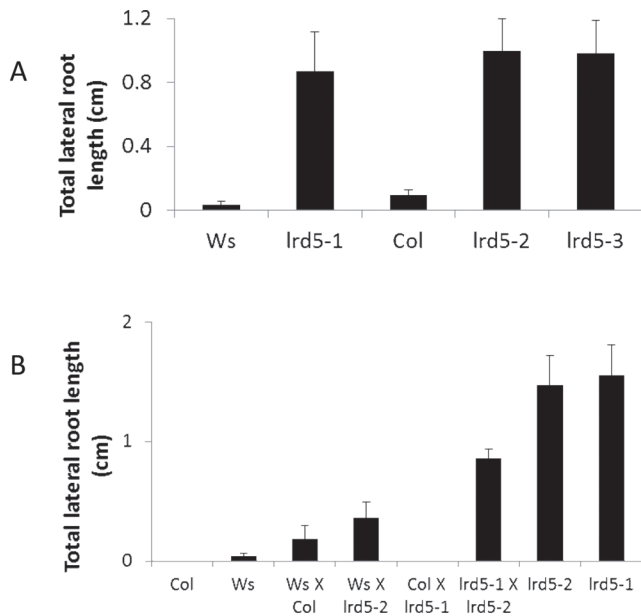 A
Total lateral root
length (cm)
1.2
0.8
0.4
0
Ws lrd5-1 Col lrd5-2 lrd5-3
B
Total lateral root length
(cm)
2
1
0
Col Ws Ws X Ws X Col X lrd5-1 X lrd5-2 lrd5-1
Col lrd5-2 lrd5-1 lrd5-2